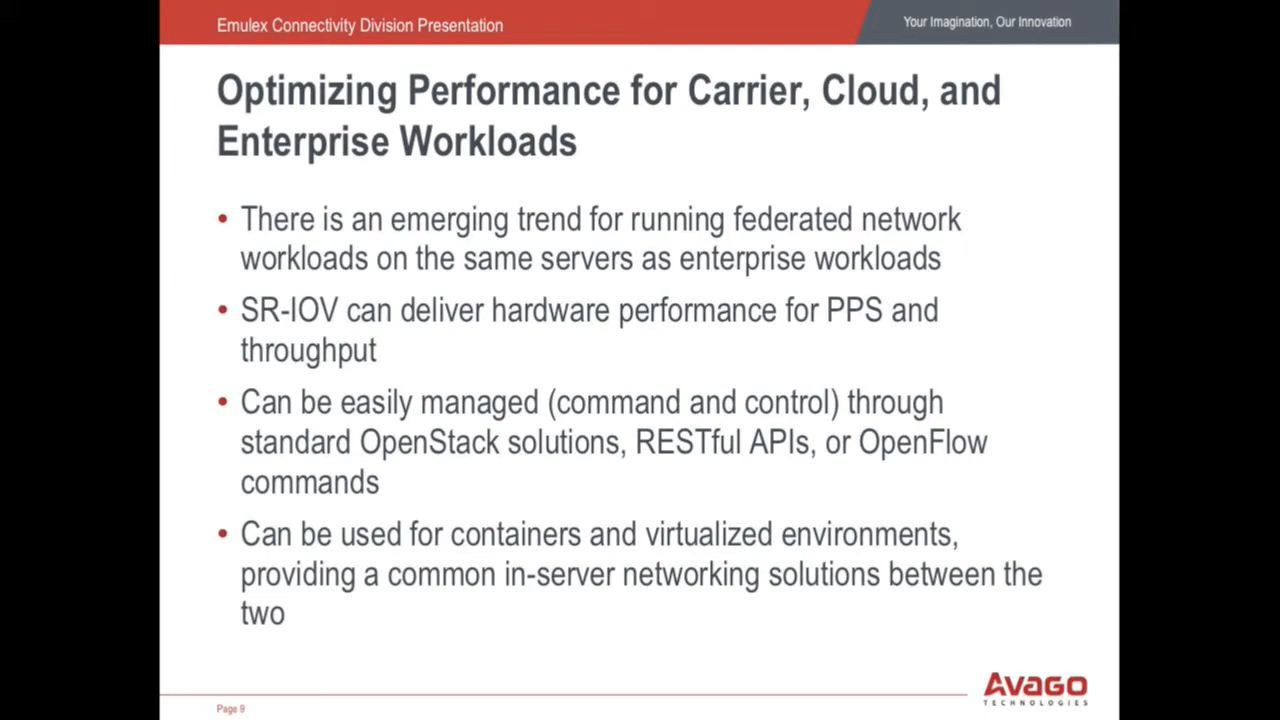 Emulex Connectivity Division Presentation
Your Imagination, Our Innovation
Optimizing Performance for Carrier, Cloud, and
Enterprise Workloads
• There is an emerging trend for running federated network
workloads on the same servers as enterprise workloads
• SR-IOV can deliver hardware performance for PPS and
throughput
• Can be easily managed (command and control) through
standard OpenStack solutions, RESTful APIs, or OpenFlow
commands
• Can be used for containers and virtualized environments,
providing a common in-server networking solutions between the
two
Page 9
AVAGO
TECHNOLOGIES